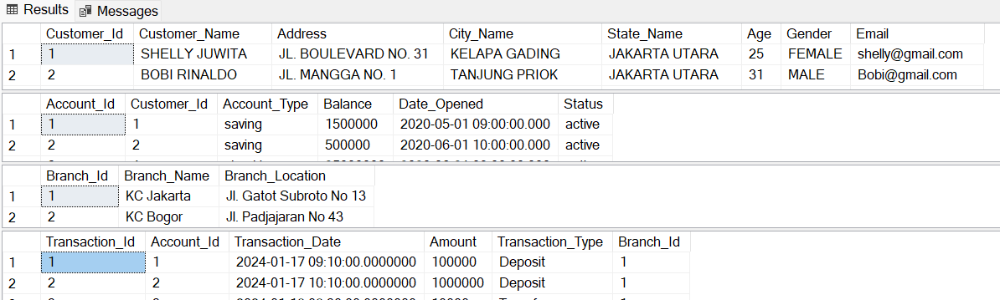 Results Messages
Customer_Id Customer_Name Address City_Name State_Name Age Gender Email
1 1 SHELLY JUWITA JL. BOULEVARD NO. 31 KELAPA GADING JAKARTA UTARA 25 FEMALE shelly@gmail.com
2 2 BOBI RINALDO JL. MANGGA NO. 1 TANJUNG PRIOK JAKARTA UTARA 31 MALE Bobi@gmail.com
Account_Id Customer_Id Account_Type Balance Date_Opened Status
1 1 1 saving 1500000 2020-05-01 09:00:00.000 active
2 2 2 saving 500000 2020-06-01 10:00:00.000 active
Branch_Id Branch_Name Branch_Location
1 1 KC Jakarta Jl. Gatot Subroto No 13
2 2 KC Bogor Jl. Padjajaran No 43
Transaction_Id Account_Id Transaction_Date Amount Transaction_Type Branch_Id
1 1 1 2024-01-17 09:10:00.0000000 100000 Deposit 1
2 2 2 2024-01-17 10:10:00.0000000 1000000 Deposit 1